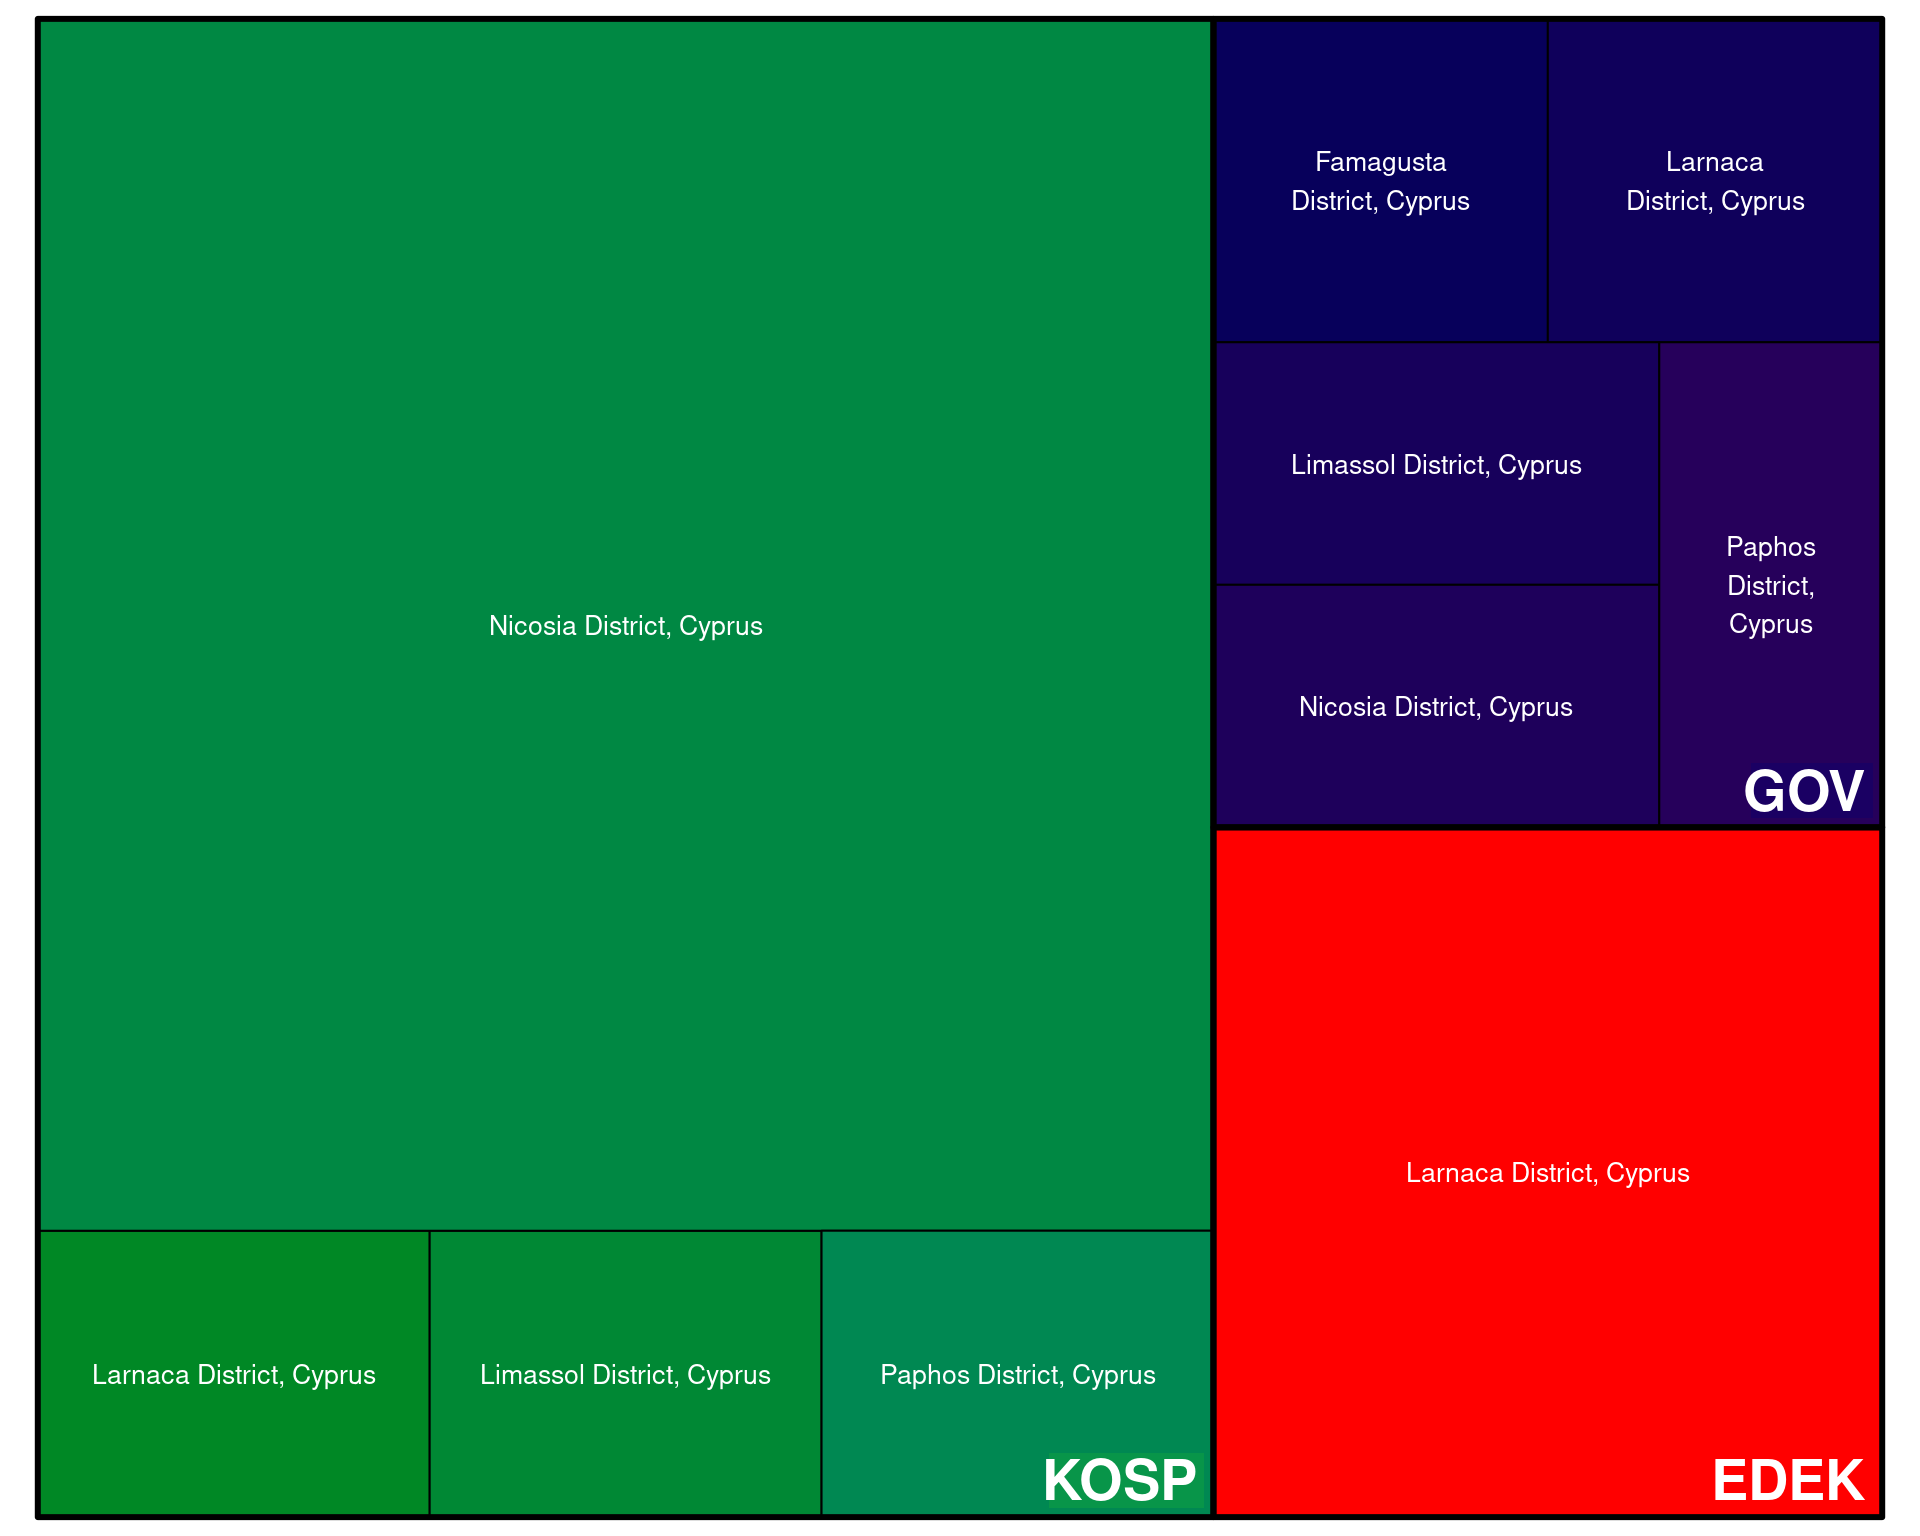 Nicosia District, Cyprus
Larnaca District, Cyprus
Limassol District, Cyprus
Paphos District, Cyprus
KOSP
Famagusta
District, Cyprus
Larnaca
District, Cyprus
Limassol District, Cyprus
Nicosia District, Cyprus
Paphos
District,
Cyprus
GOV
Larnaca District, Cyprus
EDEK